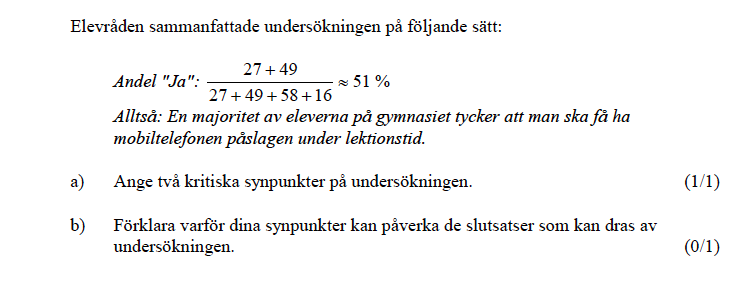 Elevråden sammanfattade undersökningen på följande sätt:
Andel "Ja": (27 + 49)/(27 + 49 + 58 + 16) ≈ 51 %
Alltså: En majoritet av eleverna på gymnasiet tycker att man ska få ha
mobiltelefonen påslagen under lektionstid.
a) Ange två kritiska synpunkter på undersökningen. (1/1)
b) Förklara varför dina synpunkter kan påverka de slutsatser som kan dras av
undersökningen. (0/1)